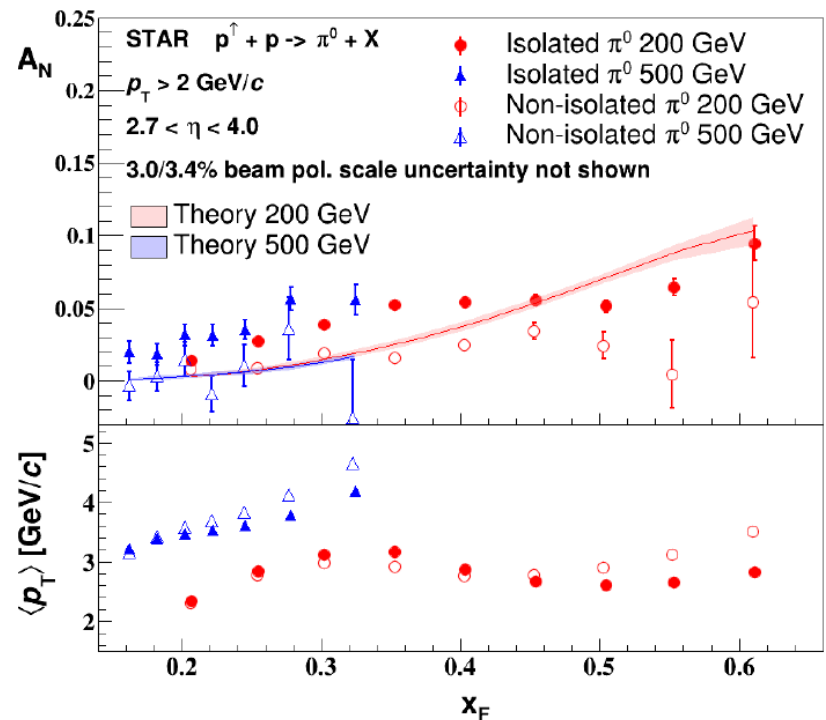 STAR p↑ + p -> π⁰ + X
p_T > 2 GeV/c
2.7 < η < 4.0
3.0/3.4% beam pol. scale uncertainty not shown
Isolated π⁰ 200 GeV
Isolated π⁰ 500 GeV
Non-isolated π⁰ 200 GeV
Non-isolated π⁰ 500 GeV
Theory 200 GeV
Theory 500 GeV
A_N
0.25
0.2
0.15
0.1
0.05
0
⟨p_T⟩ [GeV/c]
5
4
3
2
0.2 0.3 0.4 0.5 0.6
x_F